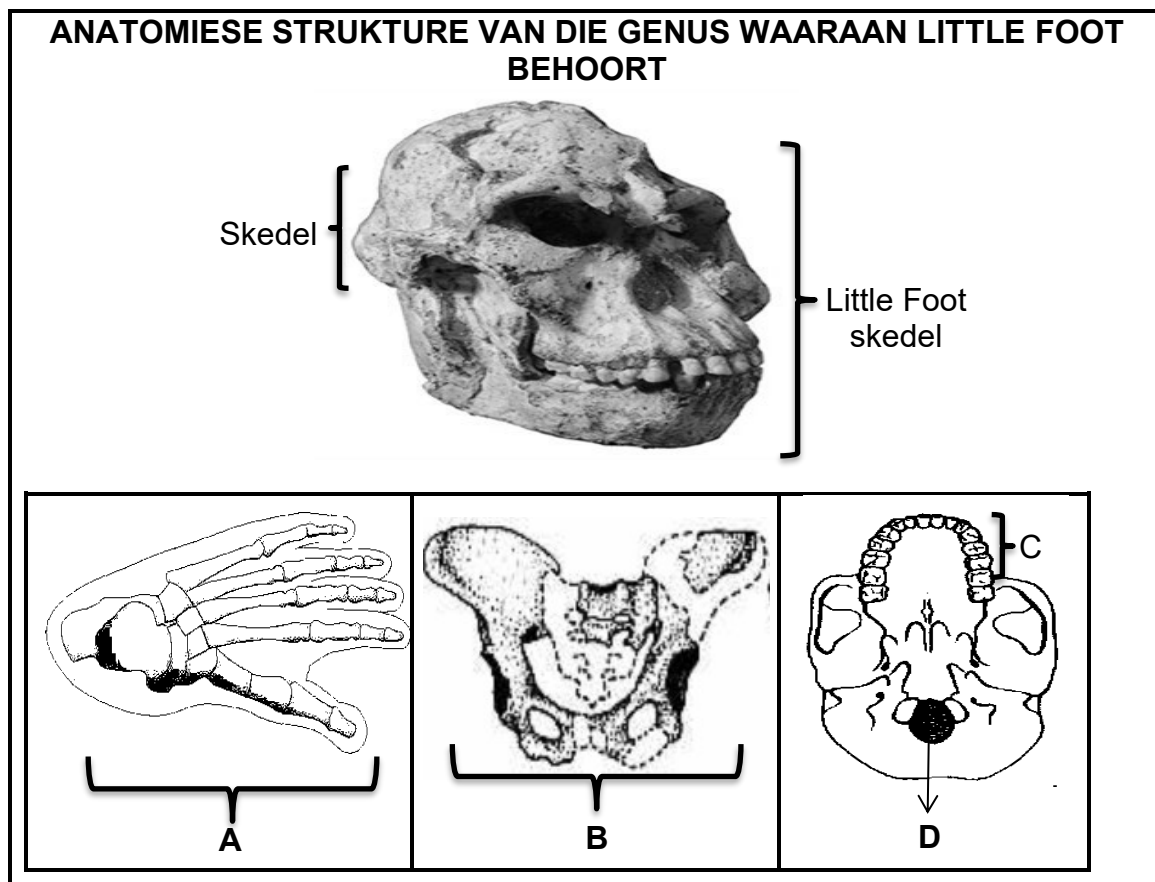 ANATOMIESE STRUKTURE VAN DIE GENUS WAARAAN LITTLE FOOT
BEHOORT
Skedel
Little Foot
skedel
C
A
B
D